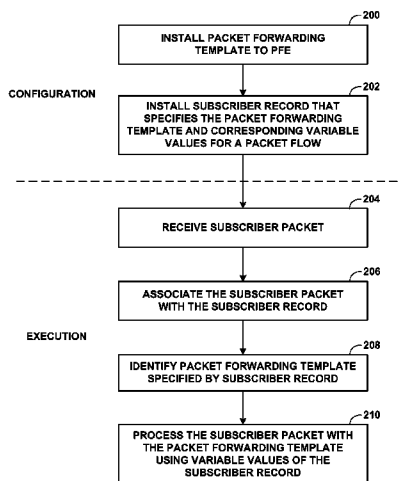 200
INSTALL PACKET FORWARDING
TEMPLATE TO PFE
CONFIGURATION
202
INSTALL SUBSCRIBER RECORD THAT
SPECIFIES THE PACKET FORWARDING
TEMPLATE AND CORRESPONDING VARIABLE
VALUES FOR A PACKET FLOW
204
RECEIVE SUBSCRIBER PACKET
206
ASSOCIATE THE SUBSCRIBER PACKET
WITH THE SUBSCRIBER RECORD
EXECUTION
208
IDENTIFY PACKET FORWARDING TEMPLATE
SPECIFIED BY SUBSCRIBER RECORD
210
PROCESS THE SUBSCRIBER PACKET WITH
THE PACKET FORWARDING TEMPLATE
USING VARIABLE VALUES OF THE
SUBSCRIBER RECORD